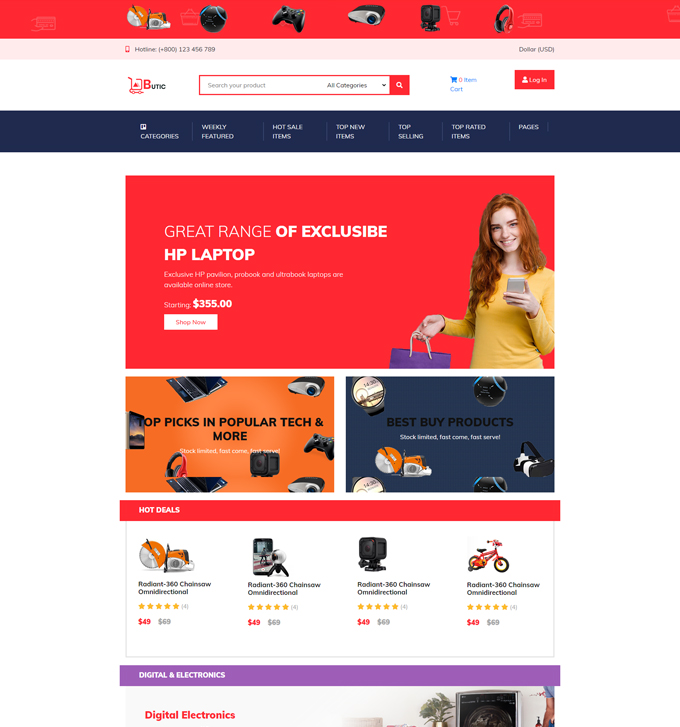 Hotline: (+800) 123 456 789
Dollar (USD)
BUTIC
Search your product
All Categories
0 Item
Cart
Log In
CATEGORIES
WEEKLY
FEATURED
HOT SALE
ITEMS
TOP NEW
ITEMS
TOP
SELLING
TOP RATED
ITEMS
PAGES
GREAT RANGE OF EXCLUSIBE
HP LAPTOP
Exclusive HP pavilion, probook and ultrabook laptops are
available online store.
Starting: $355.00
Shop Now
TOP PICKS IN POPULAR TECH &
MORE
Stock limited, fast come, fast serve!
BEST BUY PRODUCTS
Stock limited, fast come, fast serve!
HOT DEALS
Radiant-360 Chainsaw
Omnidirectional
(4)
$49 $69
Radiant-360 Chainsaw
Omnidirectional
(4)
$49 $69
Radiant-360 Chainsaw
Omnidirectional
(4)
$49 $69
Radiant-360 Chainsaw
Omnidirectional
(4)
$49 $69
DIGITAL & ELECTRONICS
Digital Electronics